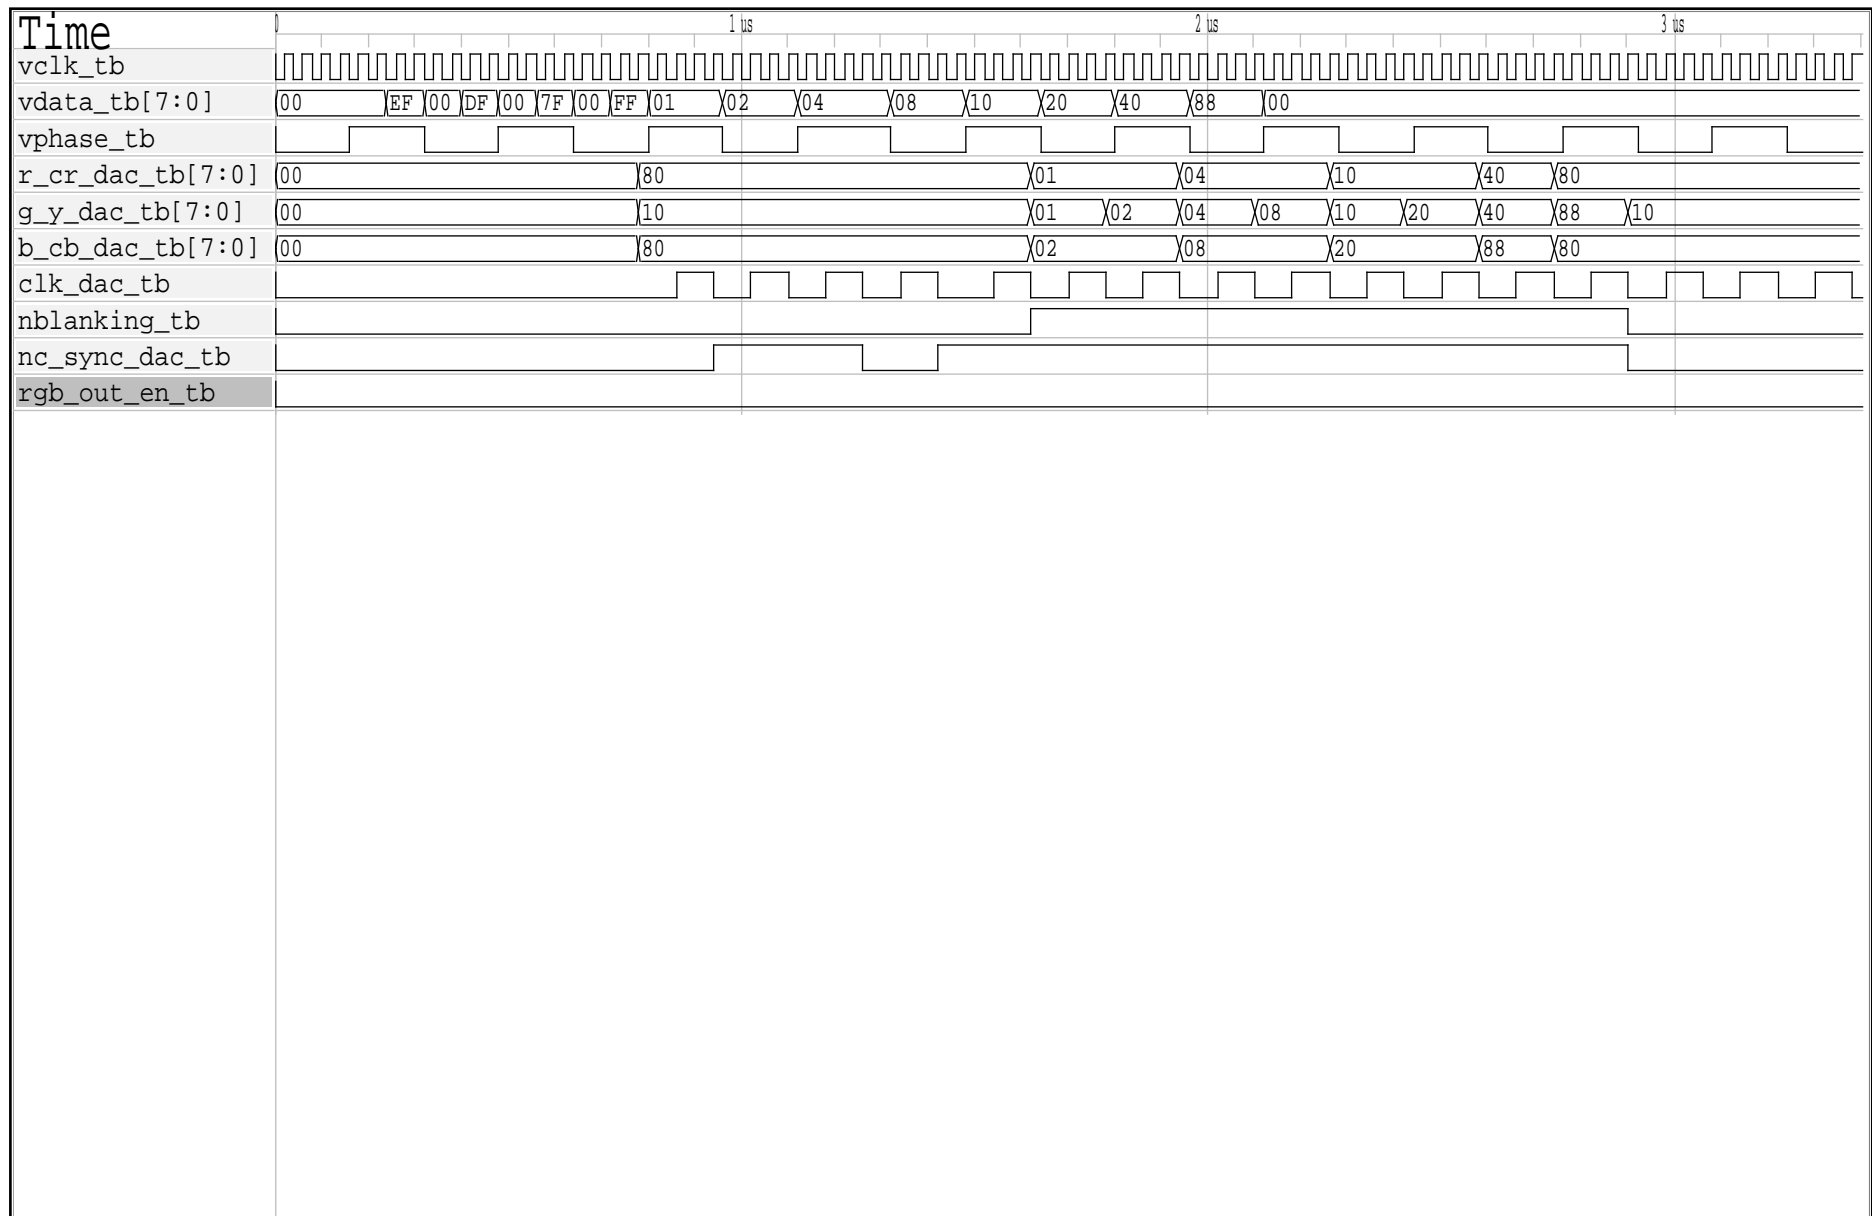 Time 0 1 us 2 us 3 us
vclk_tb
vdata_tb[7:0] 00 EF 00 DF 00 7F 00 FF 01 02 04 08 10 20 40 88 00
vphase_tb
r_cr_dac_tb[7:0] 00 80 01 04 10 40 80
g_y_dac_tb[7:0] 00 10 01 02 04 08 10 20 40 88 10
b_cb_dac_tb[7:0] 00 80 02 08 20 88 80
clk_dac_tb
nblanking_tb
nc_sync_dac_tb
rgb_out_en_tb